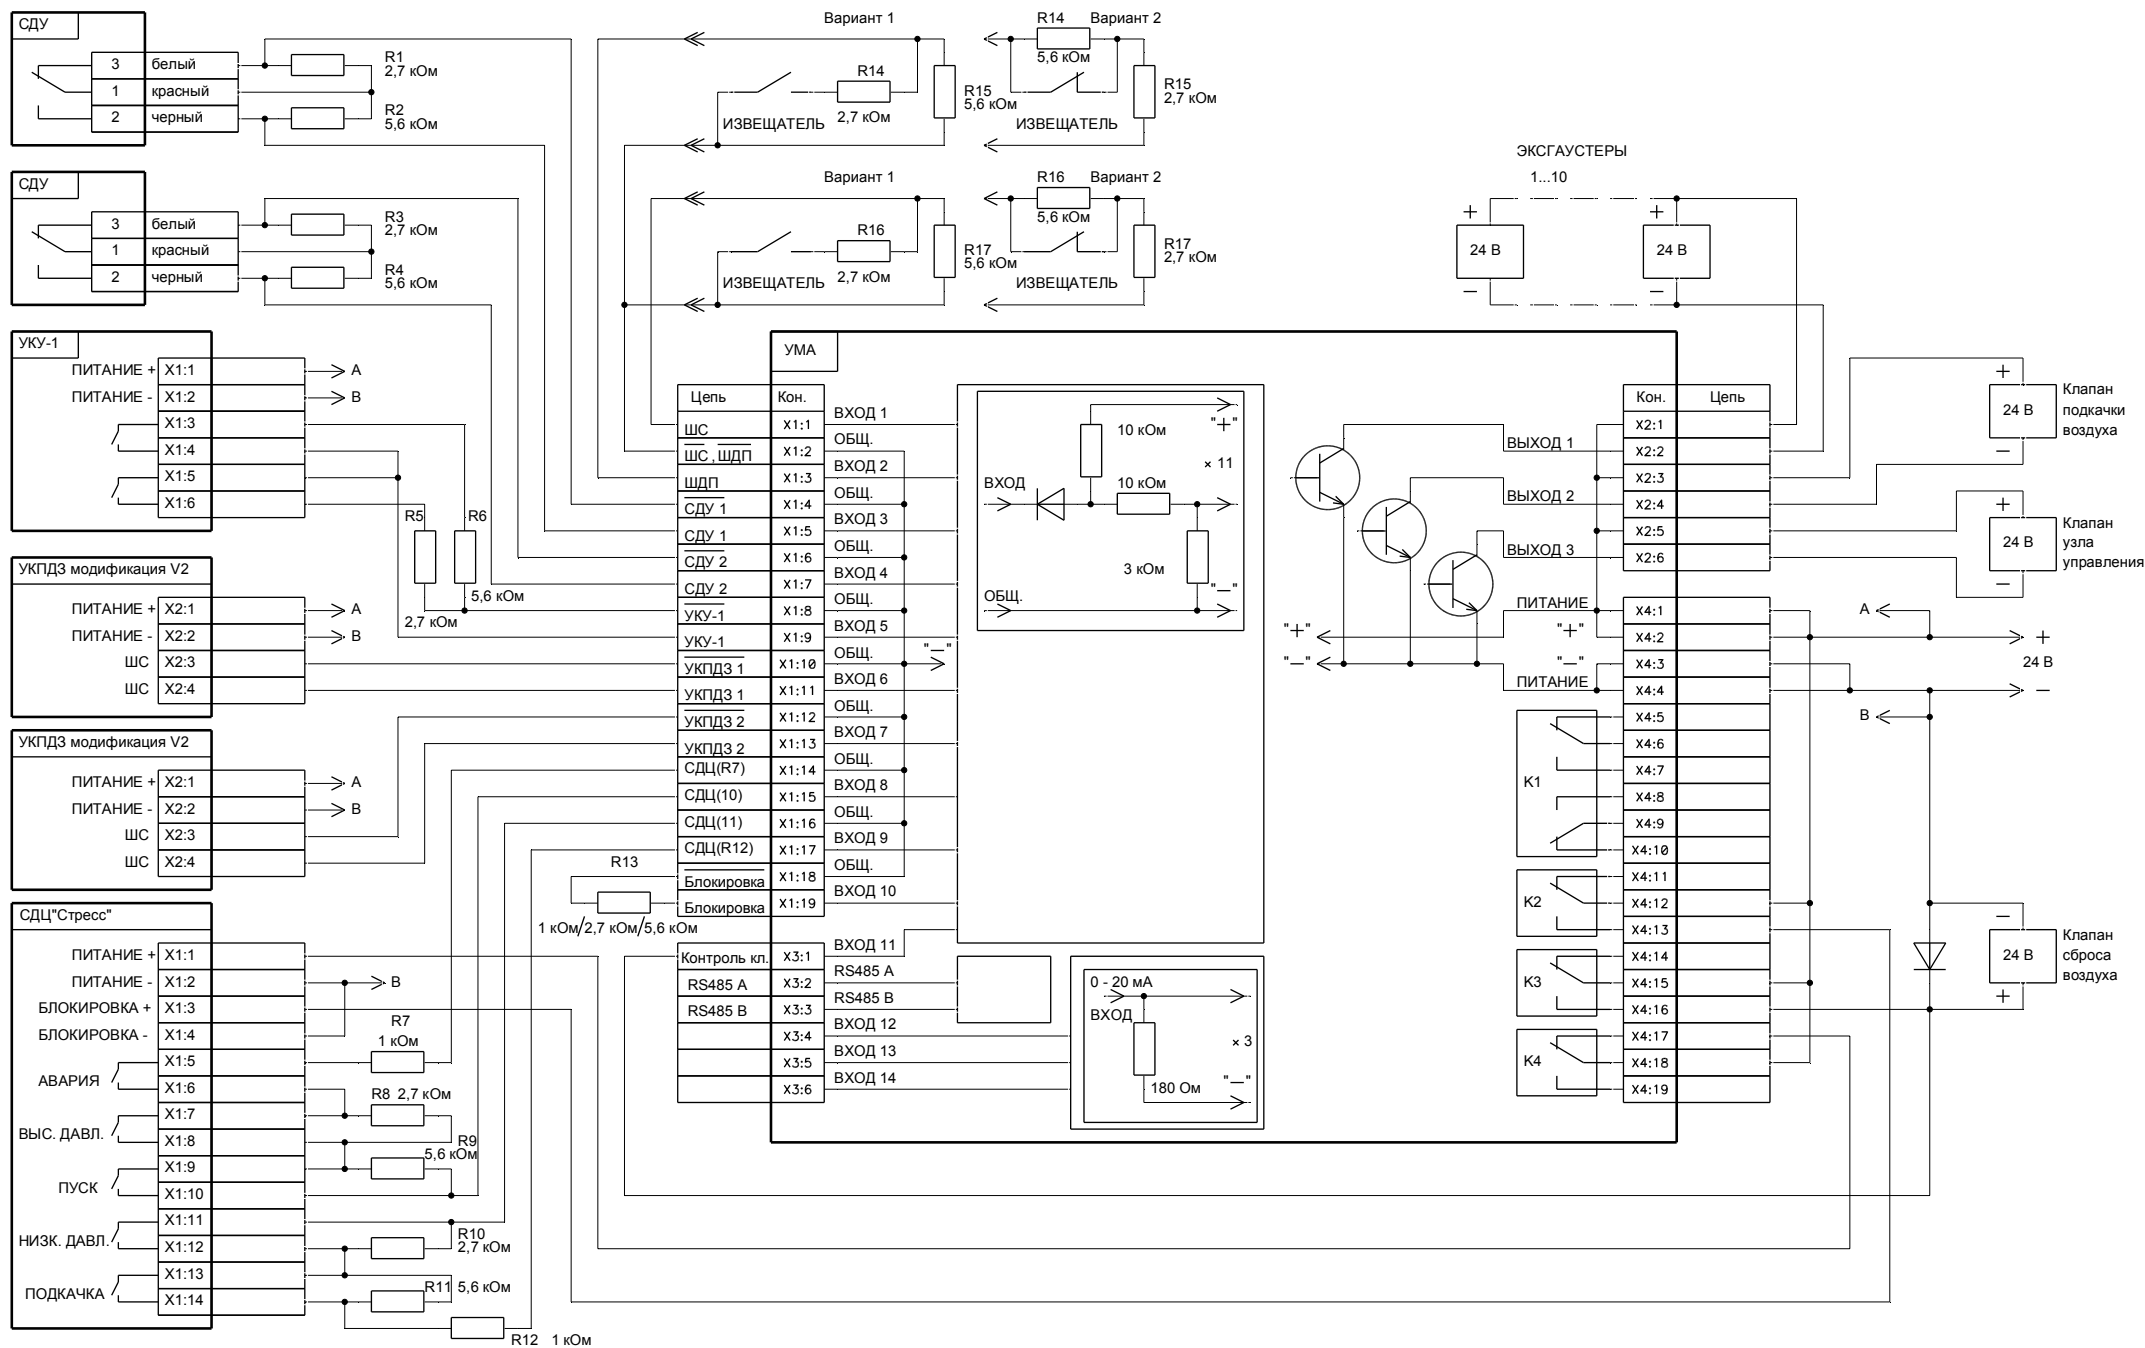 СДУ
3 белый
1 красный
2 черный
R1
2,7 кОм
R2
5,6 кОм
СДУ
3 белый
1 красный
2 черный
R3
2,7 кОм
R4
5,6 кОм
Вариант 1
R14
2,7 кОм
R15
5,6 кОм
ИЗВЕЩАТЕЛЬ
R14 Вариант 2
5,6 кОм
R15
2,7 кОм
ИЗВЕЩАТЕЛЬ
Вариант 1
R16
2,7 кОм
R17
5,6 кОм
ИЗВЕЩАТЕЛЬ
R16 Вариант 2
5,6 кОм
R17
2,7 кОм
ИЗВЕЩАТЕЛЬ
ЭКСГАУСТЕРЫ
1...10
+ +
24 В 24 В
— —
УКУ-1
ПИТАНИЕ + X1:1 А
ПИТАНИЕ - X1:2 В
X1:3
X1:4
X1:5
X1:6
R5 R6
5,6 кОм
2,7 кОм
УКПДЗ модификация V2
ПИТАНИЕ + X2:1 А
ПИТАНИЕ - X2:2 В
ШС X2:3
ШС X2:4
УКПДЗ модификация V2
ПИТАНИЕ + X2:1 А
ПИТАНИЕ - X2:2 В
ШС X2:3
ШС X2:4
СДЦ"Стресс"
ПИТАНИЕ + X1:1
ПИТАНИЕ - X1:2 В
БЛОКИРОВКА + X1:3
БЛОКИРОВКА - X1:4
X1:5
АВАРИЯ
X1:6
X1:7
ВЫС. ДАВЛ.
X1:8
X1:9
ПУСК
X1:10
X1:11
НИЗК. ДАВЛ.
X1:12
X1:13
ПОДКАЧКА
X1:14
R7
1 кОм
R8 2,7 кОм
R9
5,6 кОм
R10
2,7 кОм
R11 5,6 кОм
R12 1 кОм
R13
1 кОм/2,7 кОм/5,6 кОм
УМА
Цепь Кон.
ШС X1:1 ВХОД 1
ШС , ШДП X1:2 ОБЩ.
ШДП X1:3 ВХОД 2
СДУ 1 X1:4 ОБЩ.
СДУ 1 X1:5 ВХОД 3
СДУ 2 X1:6 ОБЩ.
СДУ 2 X1:7 ВХОД 4
УКУ-1 X1:8 ОБЩ.
УКУ-1 X1:9 ВХОД 5
УКПДЗ 1 X1:10 ОБЩ. "—"
УКПДЗ 1 X1:11 ВХОД 6
УКПДЗ 2 X1:12 ОБЩ.
УКПДЗ 2 X1:13 ВХОД 7
СДЦ(R7) X1:14 ОБЩ.
СДЦ(10) X1:15 ВХОД 8
СДЦ(11) X1:16 ОБЩ.
СДЦ(R12) X1:17 ВХОД 9
Блокировка X1:18 ОБЩ.
Блокировка X1:19 ВХОД 10
Контроль кл. X3:1 ВХОД 11
RS485 A X3:2 RS485 A
RS485 B X3:3 RS485 B
X3:4 ВХОД 12
X3:5 ВХОД 13
X3:6 ВХОД 14
10 кОм "+"
× 11
ВХОД 10 кОм
3 кОм "—"
ОБЩ.
0 - 20 мА
ВХОД
× 3
180 Ом "—"
ВЫХОД 1
ВЫХОД 2
ВЫХОД 3
ПИТАНИЕ
"+" "+"
"—" "—"
ПИТАНИЕ
K1
K2
K3
K4
Кон. Цепь
X2:1
X2:2
X2:3
X2:4
X2:5
X2:6
X4:1
X4:2
X4:3
X4:4
X4:5
X4:6
X4:7
X4:8
X4:9
X4:10
X4:11
X4:12
X4:13
X4:14
X4:15
X4:16
X4:17
X4:18
X4:19
+
24 В
—
Клапан
подкачки
воздуха
+
24 В
—
Клапан
узла
управления
А
+
24 В
—
В
—
24 В
+
Клапан
сброса
воздуха